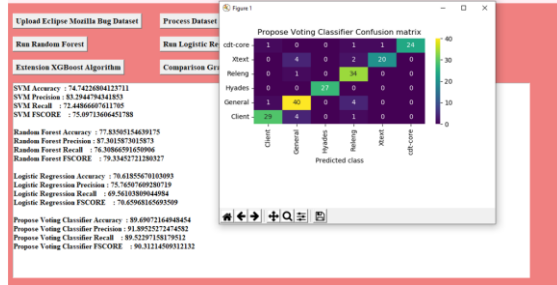 Upload Eclipse Mozilla Bug Dataset
Process Dataset
Run Random Forest
Run Logistic Re
Extension XGBoost Algorithm
Comparison Gra
SVM Accuracy : 74.74226804123711
SVM Precision : 83.2944794341853
SVM Recall : 72.44866607611705
SVM FSCORE : 75.09713606451788
Random Forest Accuracy : 77.83505154639175
Random Forest Precision : 87.3015873015873
Random Forest Recall : 76.30866591650906
Random Forest FSCORE : 79.33452721280327
Logistic Regression Accuracy : 70.61855670103093
Logistic Regression Precision : 75.76507609280719
Logistic Regression Recall : 69.56103809044984
Logistic Regression FSCORE : 70.65968165693509
Propose Voting Classifier Accuracy : 89.69072164948454
Propose Voting Classifier Precision : 91.89525272474582
Propose Voting Classifier Recall : 89.52297158179512
Propose Voting Classifier FSCORE : 90.31214509312132
Figure 1
Propose Voting Classifier Confusion matrix
cdt-core 1 0 0 1 1 24
Xtext 0 4 0 2 20 0
Releng 0 1 0 34 0 0
Hyades 0 0 27 0 0 0
General 1 40 0 4 0 0
Client 29 4 0 1 0 0
Client General Hyades Releng Xtext cdt-core
Predicted class
40
30
20
10
0